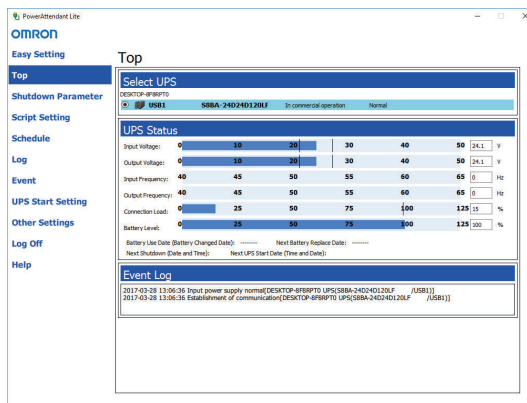 PowerAttendant Lite
OMRON
Easy Setting
Top
Shutdown Parameter
Script Setting
Schedule
Log
Event
UPS Start Setting
Other Settings
Log Off
Help
Top
Select UPS
DESKTOP-8F8RPT0
USB1 S8BA-24D24D120LF In commercial operation Normal
UPS Status
Input Voltage: 0 10 20 30 40 50 24.1 V
Output Voltage: 0 10 20 30 40 50 24.1 V
Input Frequency: 40 45 50 55 60 65 0 Hz
Output Frequency: 40 45 50 55 60 65 0 Hz
Connection Load: 0 25 50 75 100 125 15 %
Battery Level: 0 25 50 75 100 125 100 %
Battery Use Date (Battery Changed Date): ------- Next Battery Replace Date: -------
Next Shutdown (Date and Time): Next UPS Start Date (Time and Date):
Event Log
2017-03-28 13:06:36 Input power supply normal[DESKTOP-8F8RPT0 UPS(S8BA-24D24D120LF /USB1)]
2017-03-28 13:06:36 Establishment of communication[DESKTOP-8F8RPT0 UPS(S8BA-24D24D120LF /USB1)]